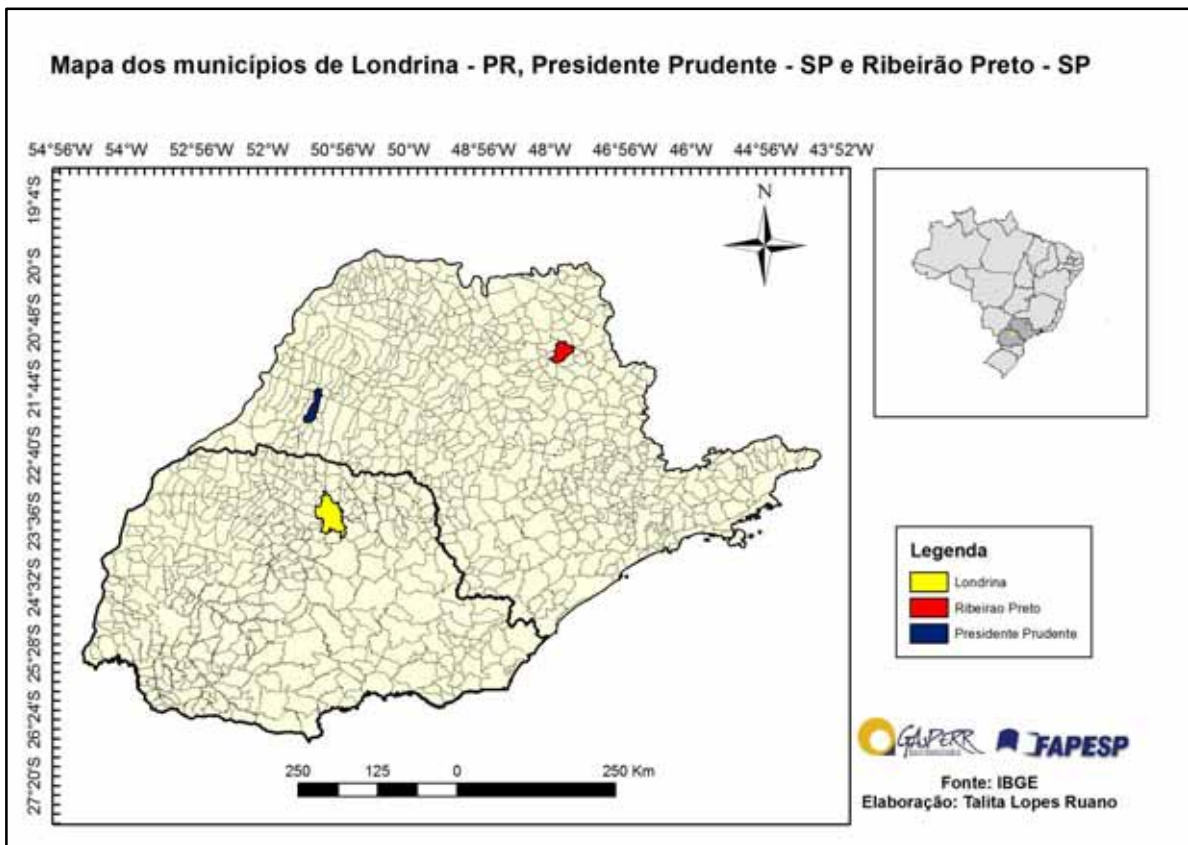 Mapa dos municípios de Londrina - PR, Presidente Prudente - SP e Ribeirão Preto - SP
54°56'W 54°W 52°56'W 52°W 50°56'W 50°W 48°56'W 48°W 46°56'W 46°W 44°56'W 43°52'W
19°4'S
20°S
20°48'S
21°44'S
22°40'S
23°36'S
24°32'S
25°28'S
26°24'S
27°20'S
N
Legenda
Londrina
Ribeirao Preto
Presidente Prudente
250 125 0 250 Km
GAsPERR
FAPESP
Fonte: IBGE
Elaboração: Talita Lopes Ruano